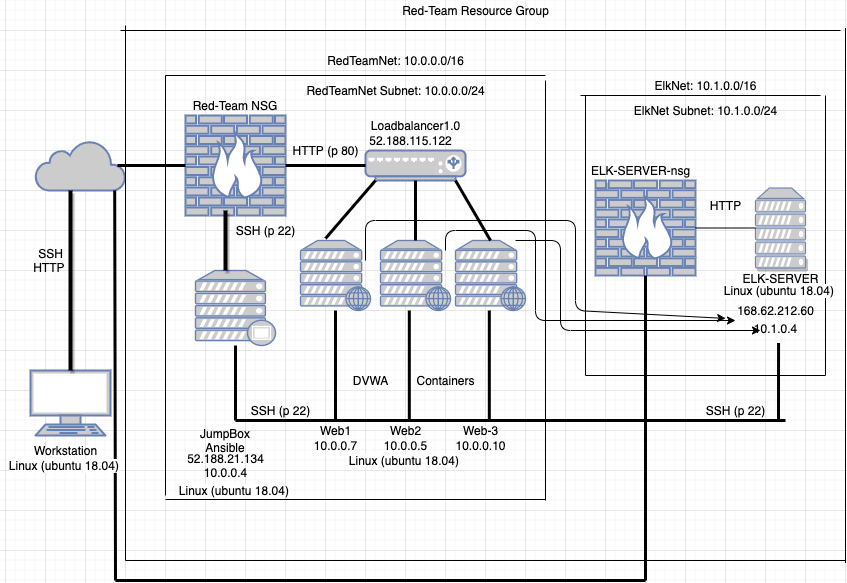 Red-Team Resource Group
RedTeamNet: 10.0.0.0/16
RedTeamNet Subnet: 10.0.0.0/24
ElkNet: 10.1.0.0/16
ElkNet Subnet: 10.1.0.0/24
Red-Team NSG
Loadbalancer1.0
52.188.115.122
HTTP (p 80)
ELK-SERVER-nsg
HTTP
SSH (p 22)
SSH
HTTP
ELK-SERVER
Linux (ubuntu 18.04)
168.62.212.60
10.1.0.4
DVWA
Containers
SSH (p 22)
SSH (p 22)
Workstation
Linux (ubuntu 18.04)
JumpBox
Ansible
52.188.21.134
10.0.0.4
Linux (ubuntu 18.04)
Web1
10.0.0.7
Web2
10.0.0.5
Web-3
10.0.0.10
Linux (ubuntu 18.04)